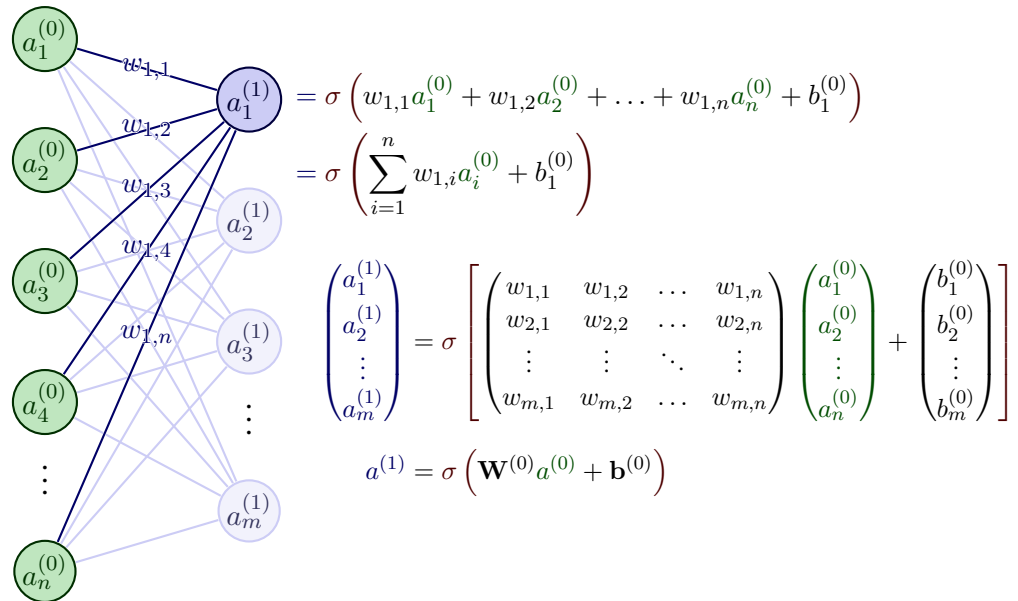 a_1^{(0)}
a_2^{(0)}
a_3^{(0)}
a_4^{(0)}
⋮
a_n^{(0)}
w_{1,1}
w_{1,2}
w_{1,3}
w_{1,4}
w_{1,n}
a_1^{(1)}
a_2^{(1)}
a_3^{(1)}
⋮
a_m^{(1)}
= σ ( w_{1,1} a_1^{(0)} + w_{1,2} a_2^{(0)} + … + w_{1,n} a_n^{(0)} + b_1^{(0)} )
= σ ( ∑_{i=1}^{n} w_{1,i} a_i^{(0)} + b_1^{(0)} )
( a_1^{(1)} ; a_2^{(1)} ; ⋮ ; a_m^{(1)} ) = σ [ ( w_{1,1} w_{1,2} … w_{1,n} ; w_{2,1} w_{2,2} … w_{2,n} ; ⋮ ⋮ ⋱ ⋮ ; w_{m,1} w_{m,2} … w_{m,n} ) ( a_1^{(0)} ; a_2^{(0)} ; ⋮ ; a_n^{(0)} ) + ( b_1^{(0)} ; b_2^{(0)} ; ⋮ ; b_m^{(0)} ) ]
a^{(1)} = σ ( W^{(0)} a^{(0)} + b^{(0)} )